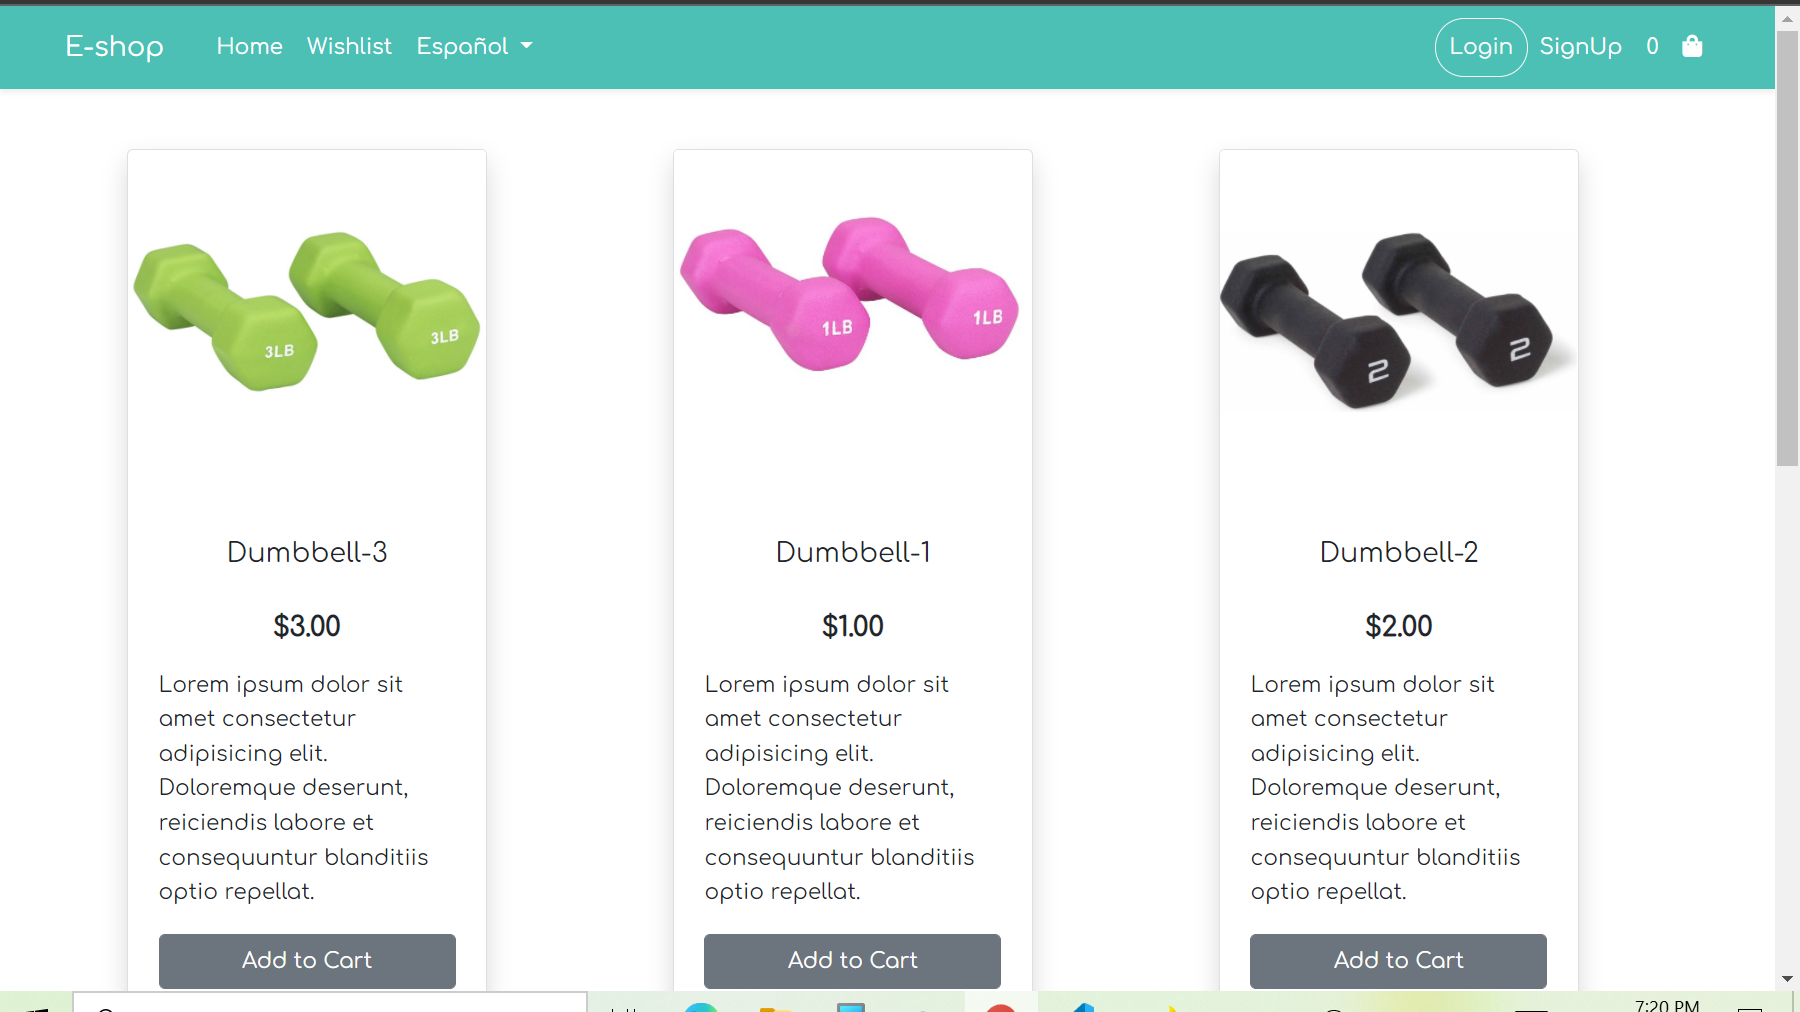 E-shop Home Wishlist Español Login SignUp 0
3LB 3LB 1LB 1LB 2 2
Dumbbell-3 Dumbbell-1 Dumbbell-2
$3.00 $1.00 $2.00
Lorem ipsum dolor sit
amet consectetur
adipisicing elit.
Doloremque deserunt,
reiciendis labore et
consequuntur blanditiis
optio repellat.
Lorem ipsum dolor sit
amet consectetur
adipisicing elit.
Doloremque deserunt,
reiciendis labore et
consequuntur blanditiis
optio repellat.
Lorem ipsum dolor sit
amet consectetur
adipisicing elit.
Doloremque deserunt,
reiciendis labore et
consequuntur blanditiis
optio repellat.
Add to Cart Add to Cart Add to Cart
7:20 PM